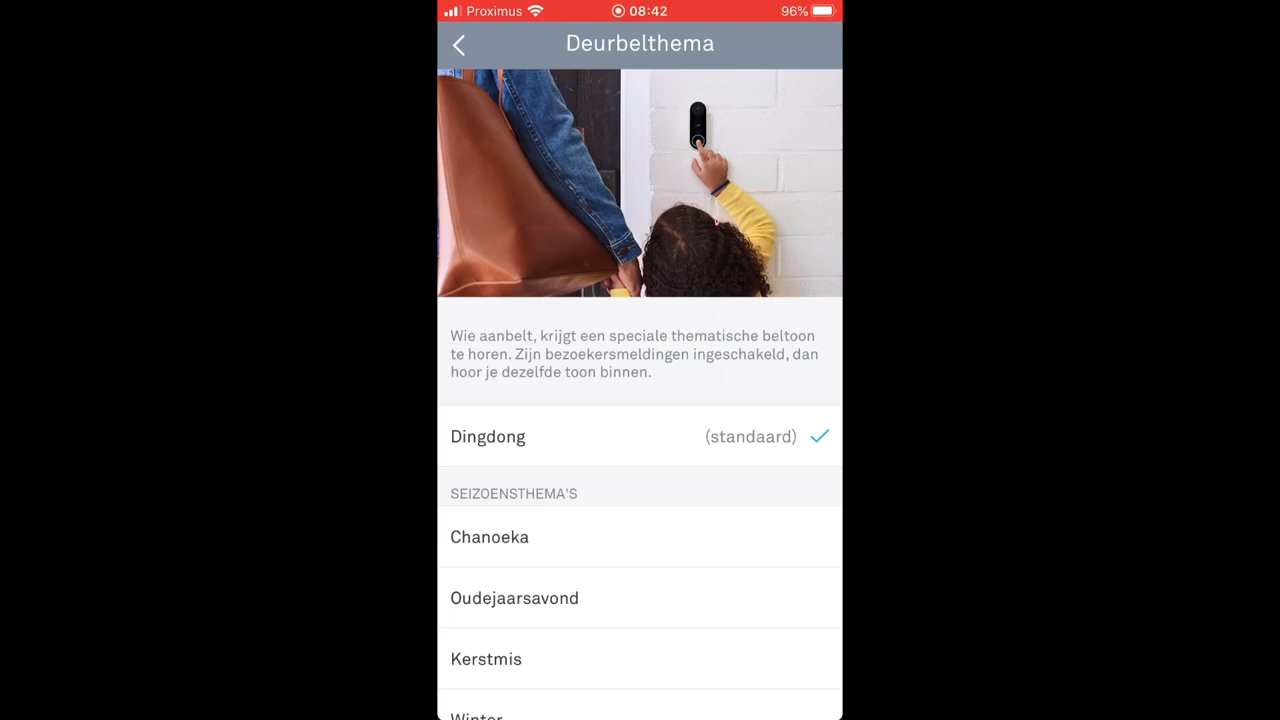 Proximus 08:42 96%
Deurbelthema
Wie aanbelt, krijgt een speciale thematische beltoon
te horen. Zijn bezoekersmeldingen ingeschakeld, dan
hoor je dezelfde toon binnen.
Dingdong (standaard)
SEIZOENSTHEMA'S
Chanoeka
Oudejaarsavond
Kerstmis
Winter